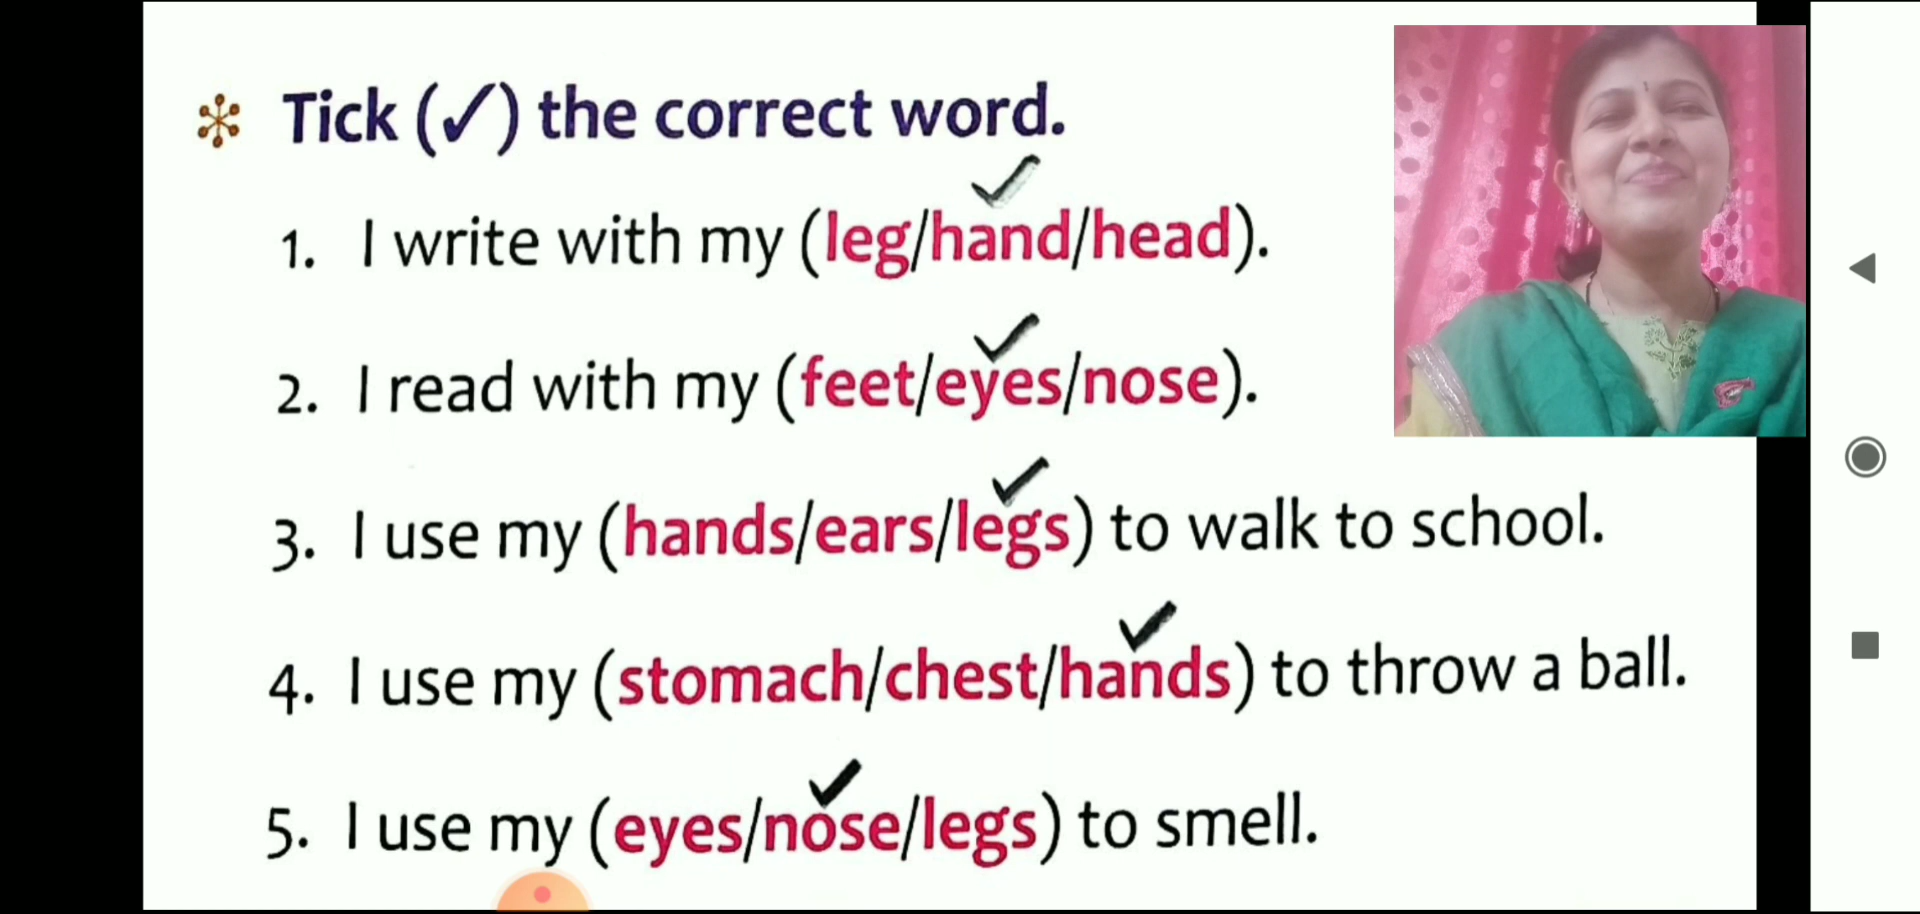 Tick (✓) the correct word.
1. I write with my (leg/hand/head).
2. I read with my (feet/eyes/nose).
3. I use my (hands/ears/legs) to walk to school.
4. I use my (stomach/chest/hands) to throw a ball.
5. I use my (eyes/nose/legs) to smell.